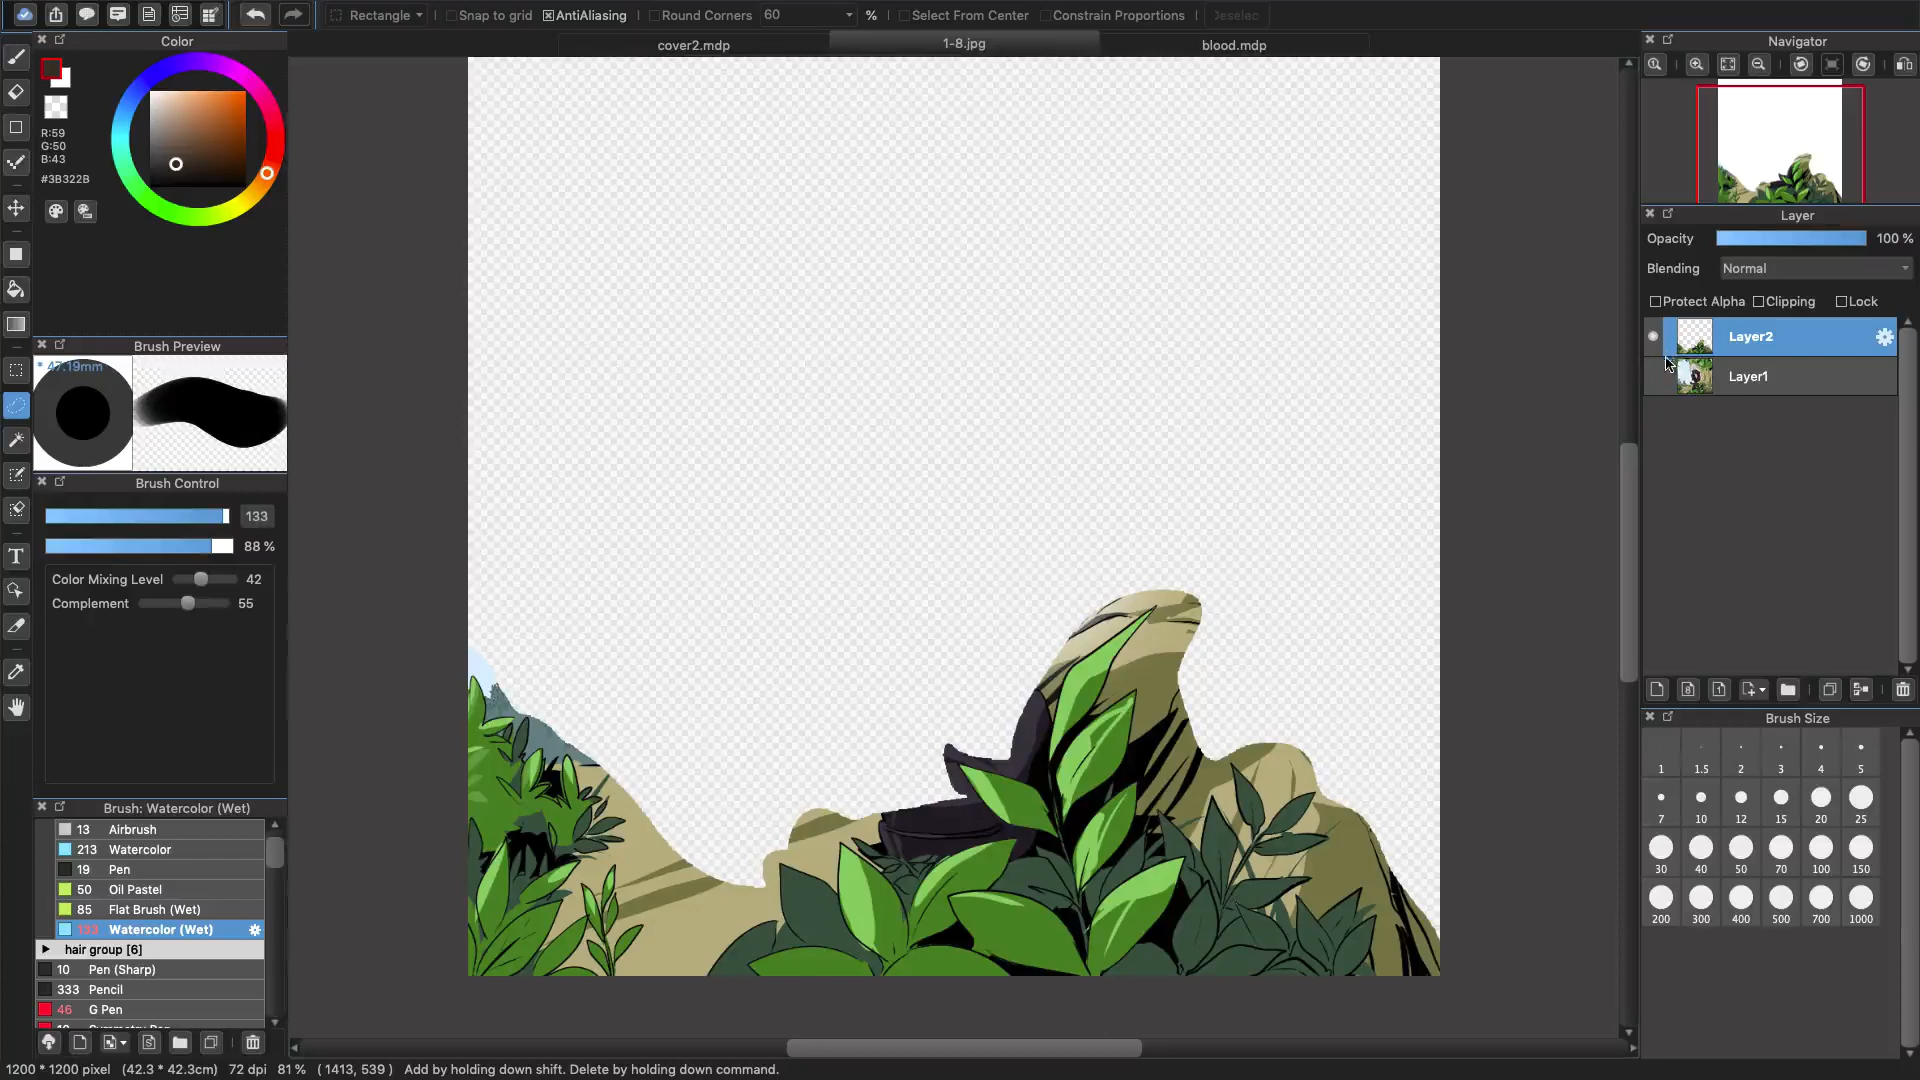 Rectangle
Snap to grid
AntiAliasing
Round Corners
60
%
Select From Center
Constrain Proportions
Deselec
Color
cover2.mdp
1-8.jpg
blood.mdp
Navigator
R:59
G:50
B:43
#3B322B
Layer
Opacity
100 %
Blending
Normal
Protect Alpha
Clipping
Lock
Layer2
Layer1
Brush Preview
* 47.19mm
Brush Control
133
88 %
Color Mixing Level
42
Complement
55
Brush Size
1 1.5 2 3 4 5
7 10 12 15 20 25
30 40 50 70 100 150
200 300 400 500 700 1000
Brush: Watercolor (Wet)
13 Airbrush
213 Watercolor
19 Pen
50 Oil Pastel
85 Flat Brush (Wet)
133 Watercolor (Wet)
hair group [6]
10 Pen (Sharp)
333 Pencil
46 G Pen
1200 * 1200 pixel (42.3 * 42.3cm) 72 dpi 81 % ( 1413, 539 ) Add by holding down shift. Delete by holding down command.